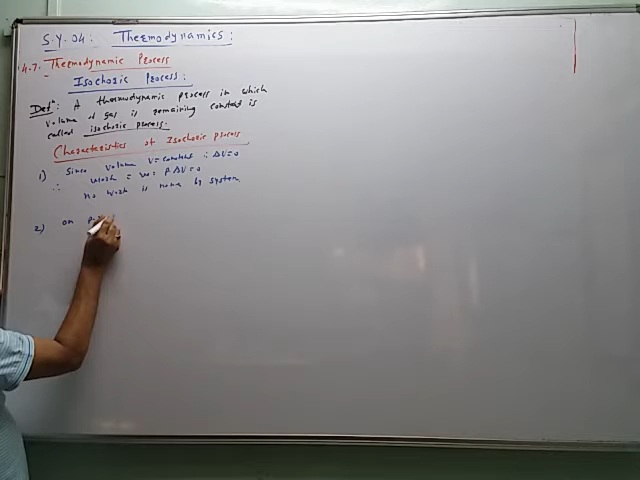 S.Y. 04: Thermodynamics:
4.7. Thermodynamic Process
Isochoric Process:
Defⁿ: A thermodynamic process in which
volume of gas is remaining constant is
called isochoric process.
Characteristics of Isochoric process
1) Since volume V = constant ∴ ΔV = 0
∴ work = W = P ΔV = 0
no work is done by system
2) on P-